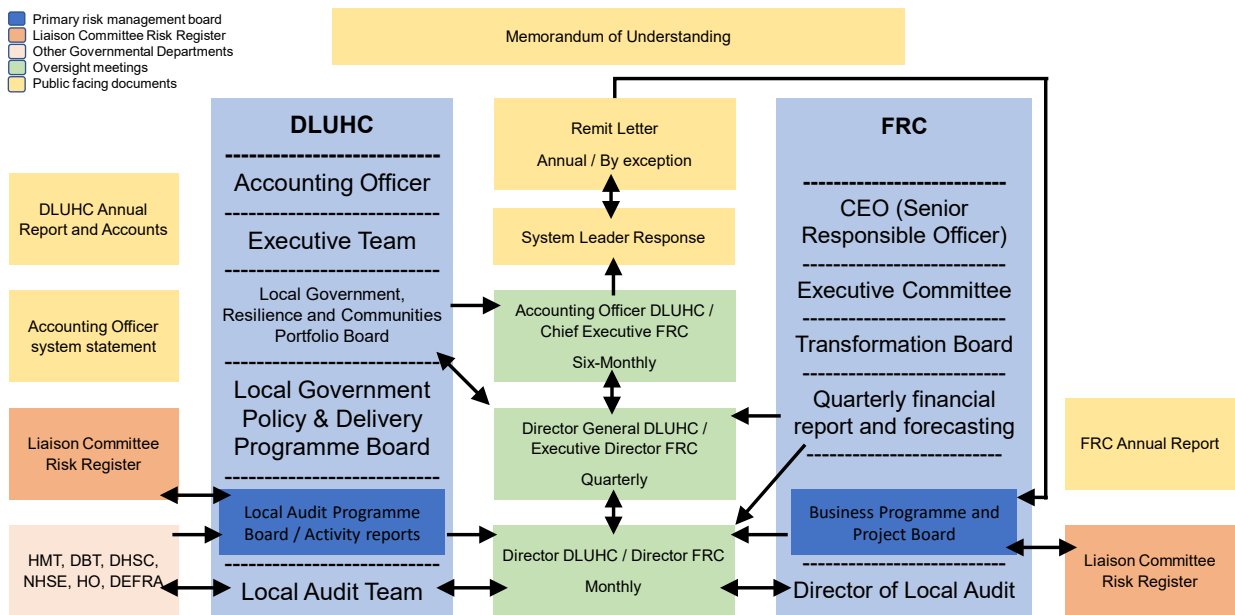 Primary risk management board
Liaison Committee Risk Register
Other Governmental Departments
Oversight meetings
Public facing documents
Memorandum of Understanding
DLUHC
Accounting Officer
Executive Team
Local Government,
Resilience and Communities
Portfolio Board
Local Government
Policy & Delivery
Programme Board
Local Audit Programme
Board / Activity reports
Local Audit Team
DLUHC Annual
Report and Accounts
Accounting Officer
system statement
Liaison Committee
Risk Register
HMT, DBT, DHSC,
NHSE, HO, DEFRA
Remit Letter
Annual / By exception
System Leader Response
Accounting Officer DLUHC /
Chief Executive FRC
Six-Monthly
Director General DLUHC /
Executive Director FRC
Quarterly
Director DLUHC / Director FRC
Monthly
FRC
CEO (Senior
Responsible Officer)
Executive Committee
Transformation Board
Quarterly financial
report and forecasting
Business Programme and
Project Board
Director of Local Audit
FRC Annual Report
Liaison Committee
Risk Register